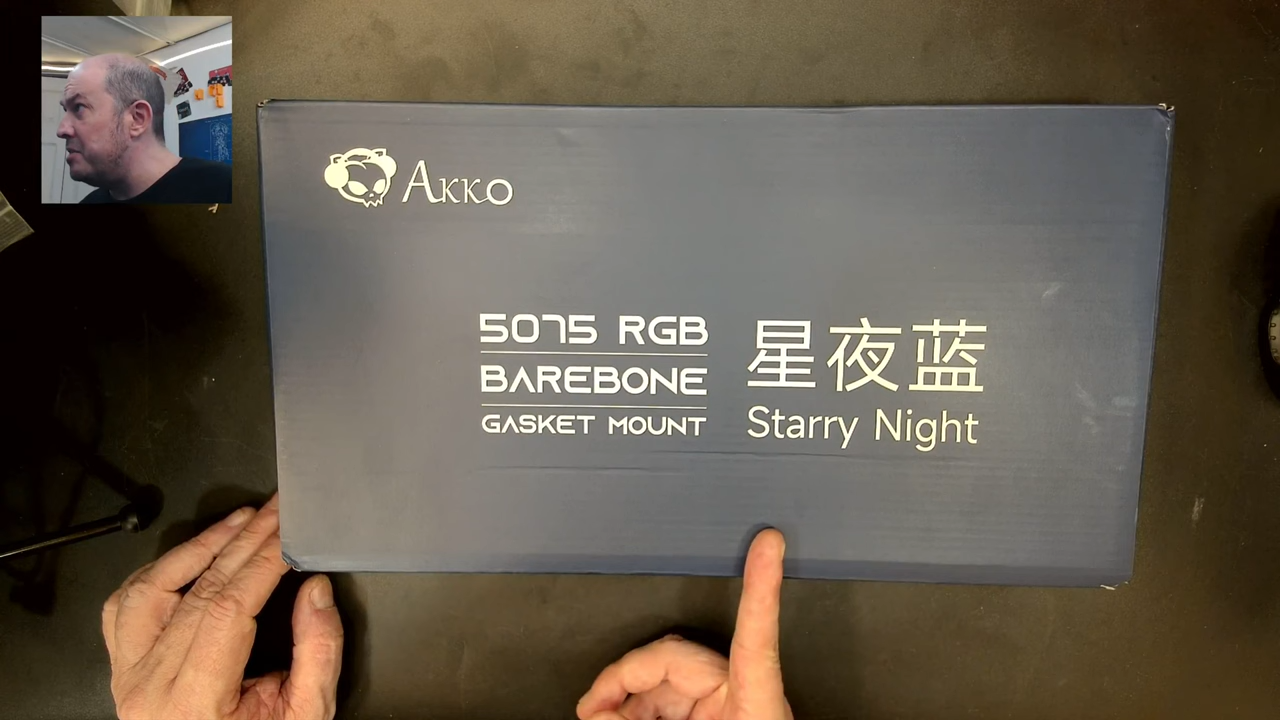 Akko
5075 RGB
BAREBONE
GASKET MOUNT
星夜蓝
Starry Night